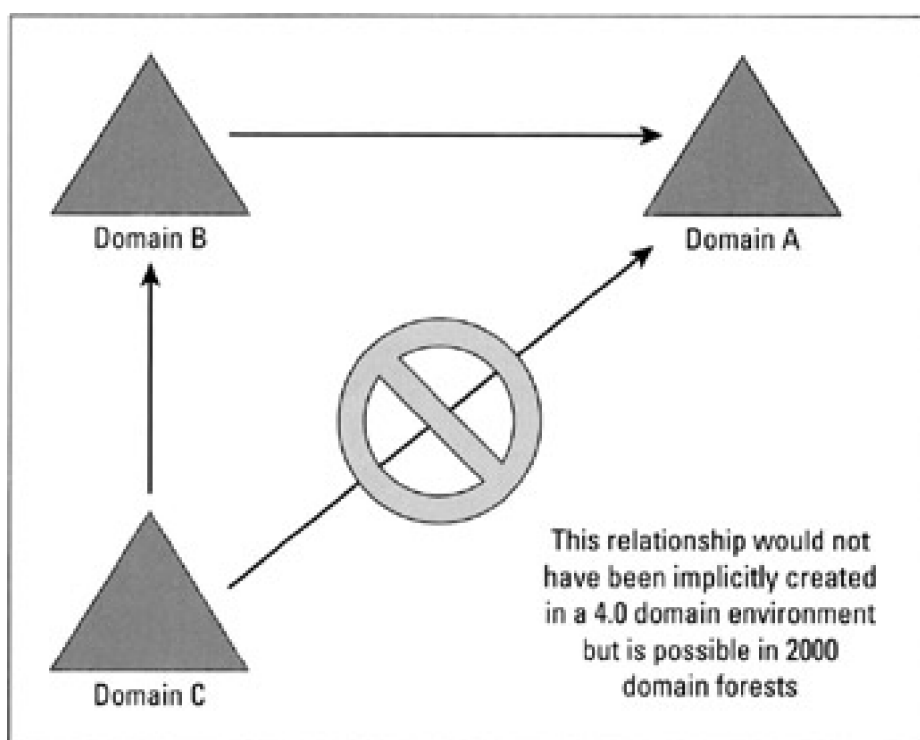 Domain B
Domain A
Domain C
This relationship would not
have been implicitly created
in a 4.0 domain environment
but is possible in 2000
domain forests